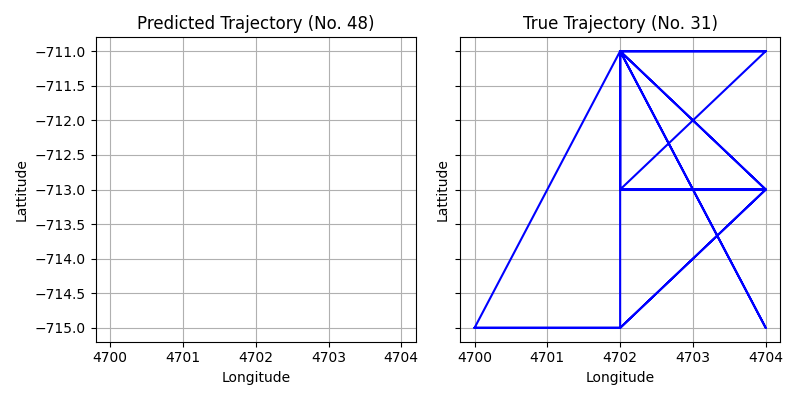 Predicted Trajectory (No. 48)
Lattitude
−711.0
−711.5
−712.0
−712.5
−713.0
−713.5
−714.0
−714.5
−715.0
4700 4701 4702 4703 4704
Longitude
True Trajectory (No. 31)
Lattitude
4700 4701 4702 4703 4704
Longitude